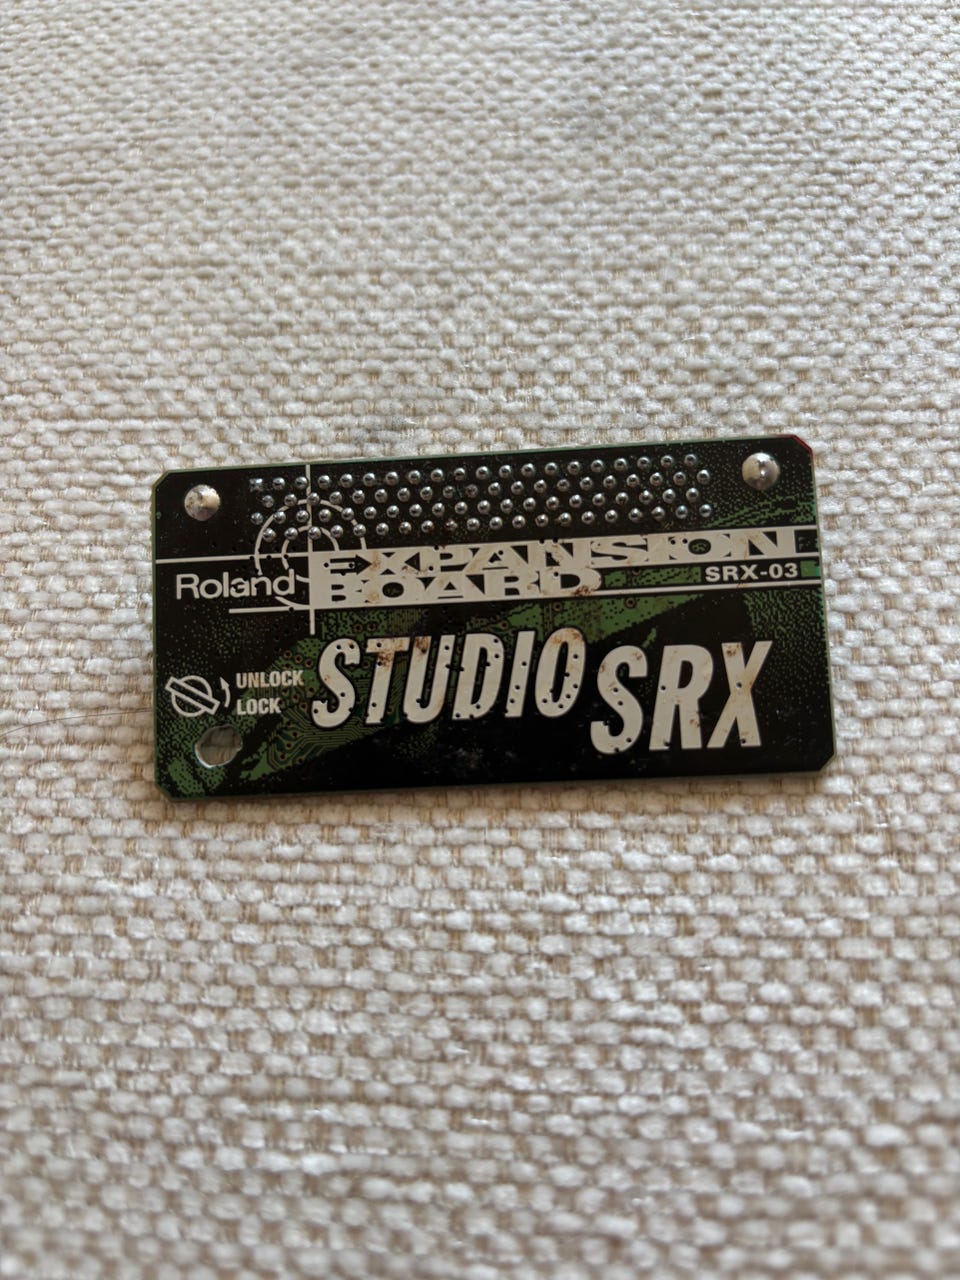 EXPANSION
Roland BOARD SRX-03
UNLOCK
LOCK
STUDIO SRX